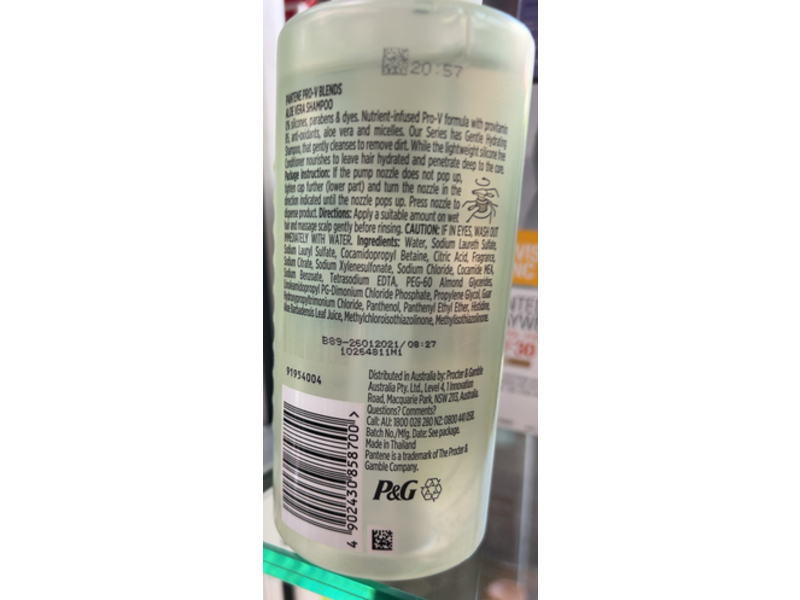 20:57
PANTENE PRO-V BLENDS
ALOE VERA SHAMPOO
0% silicones, parabens & dyes. Nutrient-infused Pro-V formula with provitamin
B5, anti-oxidants, aloe vera and micelles. Our Series has Gentle Hydrating
Shampoo, that gently cleanses to remove dirt. While the lightweight silicone free
Conditioner nourishes to leave hair hydrated and penetrate deep to the core.
Package instruction: If the pump nozzle does not pop up,
tighten cap further (lower part) and turn the nozzle in the
direction indicated until the nozzle pops up. Press nozzle to
dispense product. Directions: Apply a suitable amount on wet
hair and massage scalp gently before rinsing. CAUTION: IF IN EYES, WASH OUT
IMMEDIATELY WITH WATER. Ingredients: Water, Sodium Laureth Sulfate,
Sodium Lauryl Sulfate, Cocamidopropyl Betaine, Citric Acid, Fragrance,
Sodium Citrate, Sodium Xylenesulfonate, Sodium Chloride, Cocamide MEA,
Sodium Benzoate, Tetrasodium EDTA, PEG-60 Almond Glycerides,
Linoleamidopropyl PG-Dimonium Chloride Phosphate, Propylene Glycol, Guar
Hydroxypropyltrimonium Chloride, Panthenol, Panthenyl Ethyl Ether, Histidine,
Aloe Barbadensis Leaf Juice, Methylchloroisothiazolinone, Methylisothiazolinone.
B89-26012021/08:27
10264811M1
91954004
Distributed in Australia by: Procter & Gamble
Australia Pty. Ltd., Level 4, 1 Innovation
Road, Macquarie Park, NSW 2113, Australia.
Questions? Comments?
Call: AU: 1800 028 280 NZ: 0800 441 058.
Batch No./Mfg. Date: See package.
Made in Thailand
Pantene is a trademark of The Procter &
Gamble Company.
P&G
4 902430 858700 >